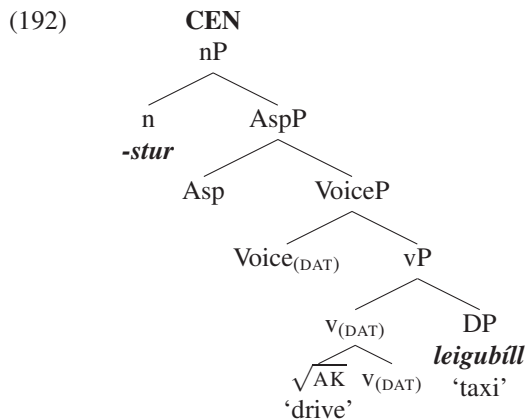 (192) CEN
nP
n AspP
-stur
Asp VoiceP
Voice(DAT) vP
v(DAT) DP
leigubíll
√AK v(DAT) 'taxi'
'drive'